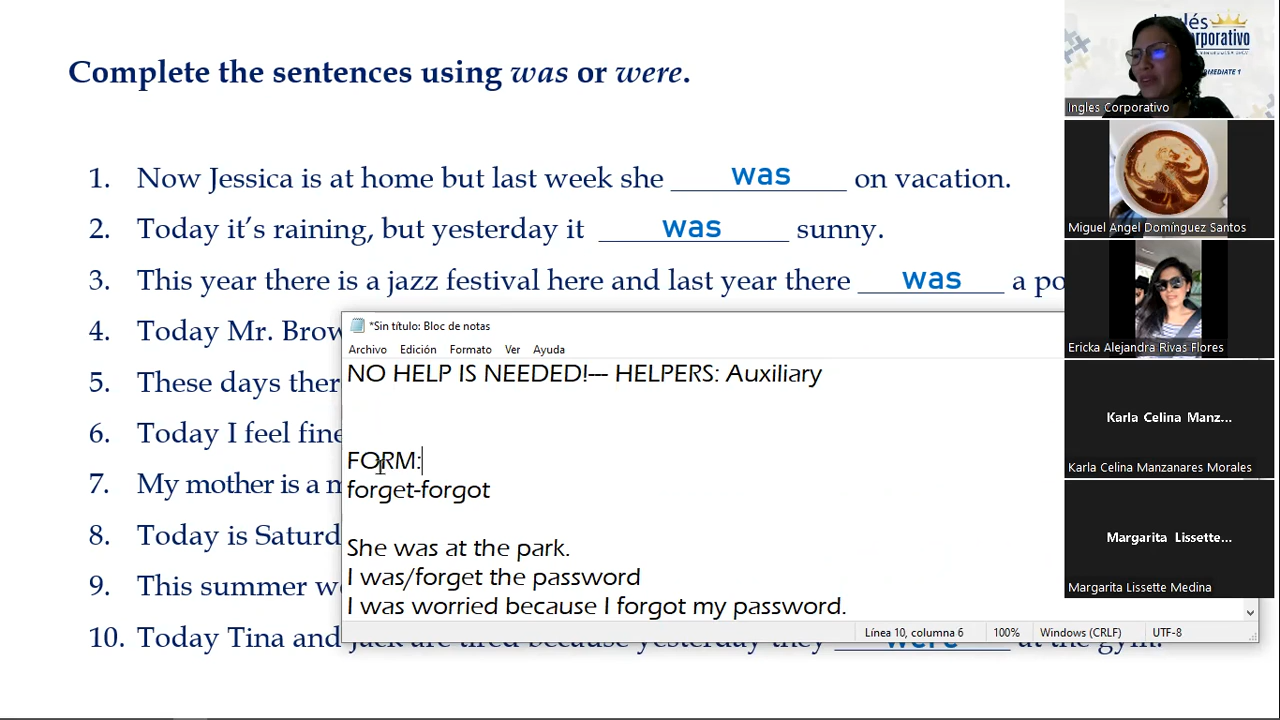 Complete the sentences using was or were.
1. Now Jessica is at home but last week she was on vacation.
2. Today it's raining, but yesterday it was sunny.
3. This year there is a jazz festival here and last year there was a po
4. Today Mr. Brow
5. These days ther
6. Today I feel fine
7. My mother is a m
8. Today is Saturd
9. This summer we
10. Today Tina and Jack are tired because yesterday they were at the gym.
*Sin título: Bloc de notas
Archivo Edición Formato Ver Ayuda
NO HELP IS NEEDED!--- HELPERS: Auxiliary
FORM:
forget-forgot
She was at the park.
I was/forget the password
I was worried because I forgot my password.
Línea 10, columna 6 100% Windows (CRLF) UTF-8
Inglés
Corporativo
Ingles Corporativo
Miguel Angel Domínguez Santos
Ericka Alejandra Rivas Flores
Karla Celina Manz...
Karla Celina Manzanares Morales
Margarita Lissette...
Margarita Lissette Medina